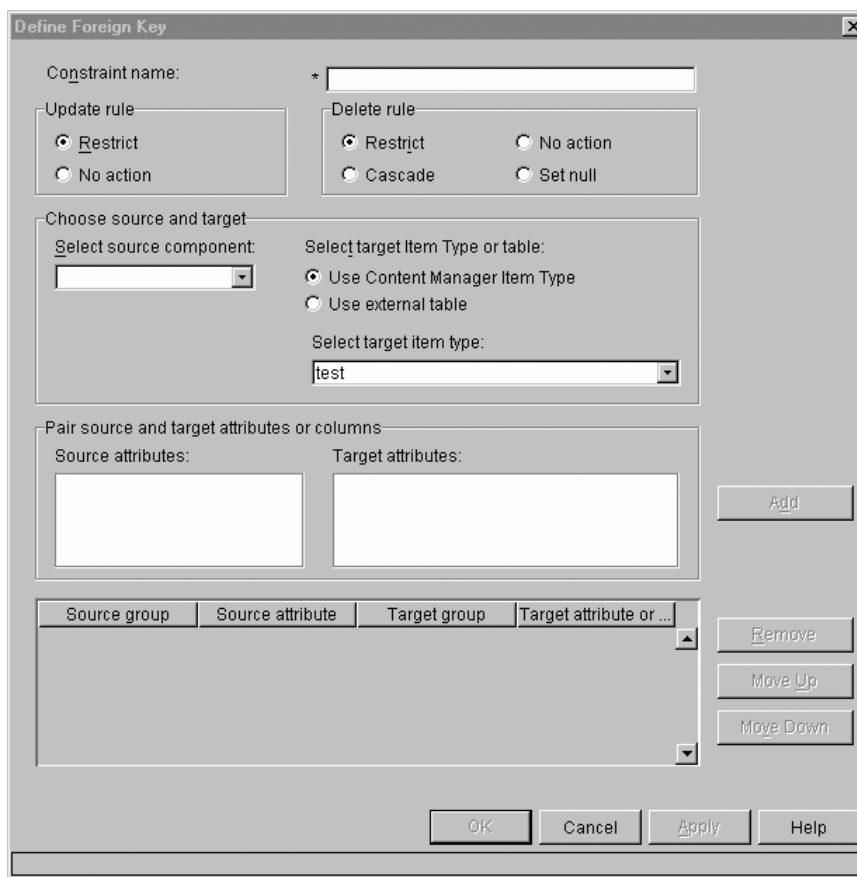 Define Foreign Key
Constraint name:
*
Update rule
Restrict
No action
Delete rule
Restrict
No action
Cascade
Set null
Choose source and target
Select source component:
Select target Item Type or table:
Use Content Manager Item Type
Use external table
Select target item type:
test
Pair source and target attributes or columns
Source attributes:
Target attributes:
Add
Source group Source attribute Target group Target attribute or ...
Remove
Move Up
Move Down
OK Cancel Apply Help